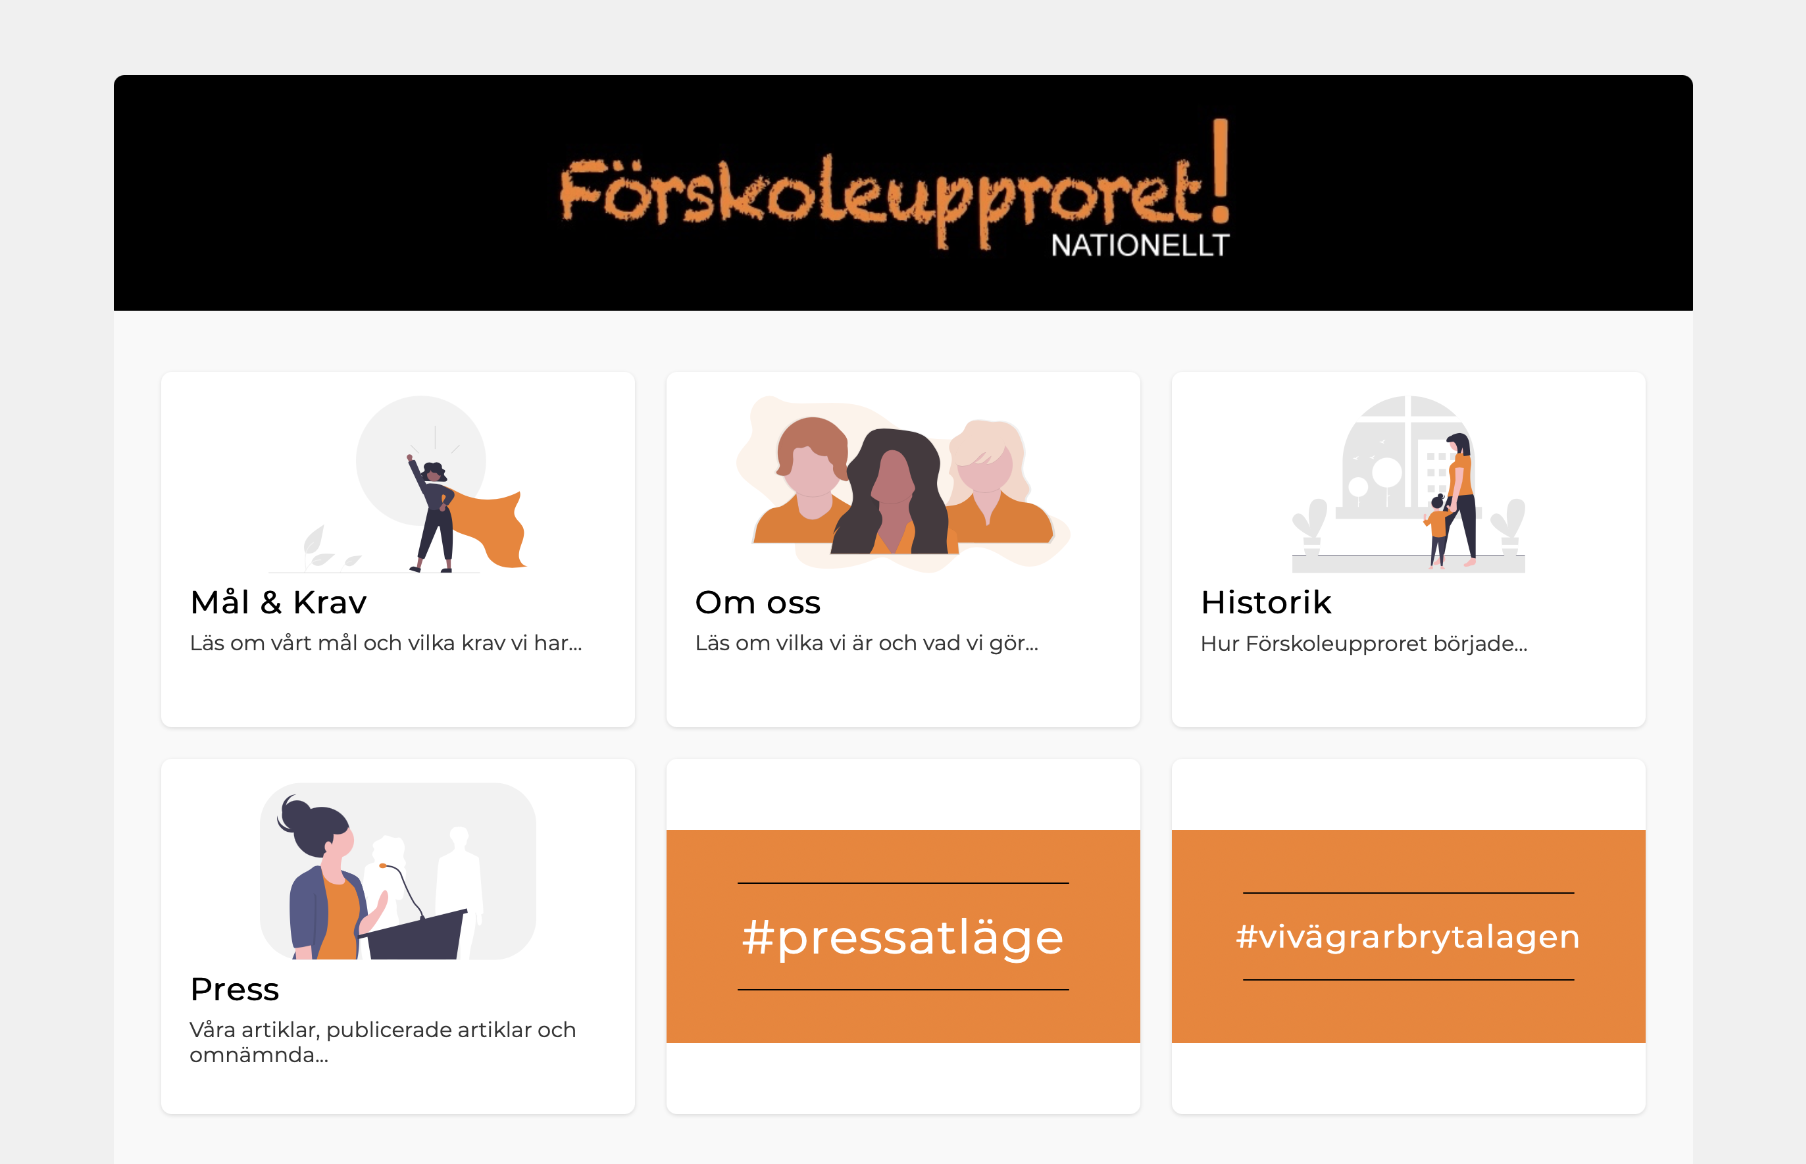 Förskoleupproret!
NATIONELLT
Mål & Krav
Läs om vårt mål och vilka krav vi har...
Om oss
Läs om vilka vi är och vad vi gör...
Historik
Hur Förskoleupproret började...
Press
Våra artiklar, publicerade artiklar och
omnämnda...
#pressatläge
#vivägrarbrytalagen